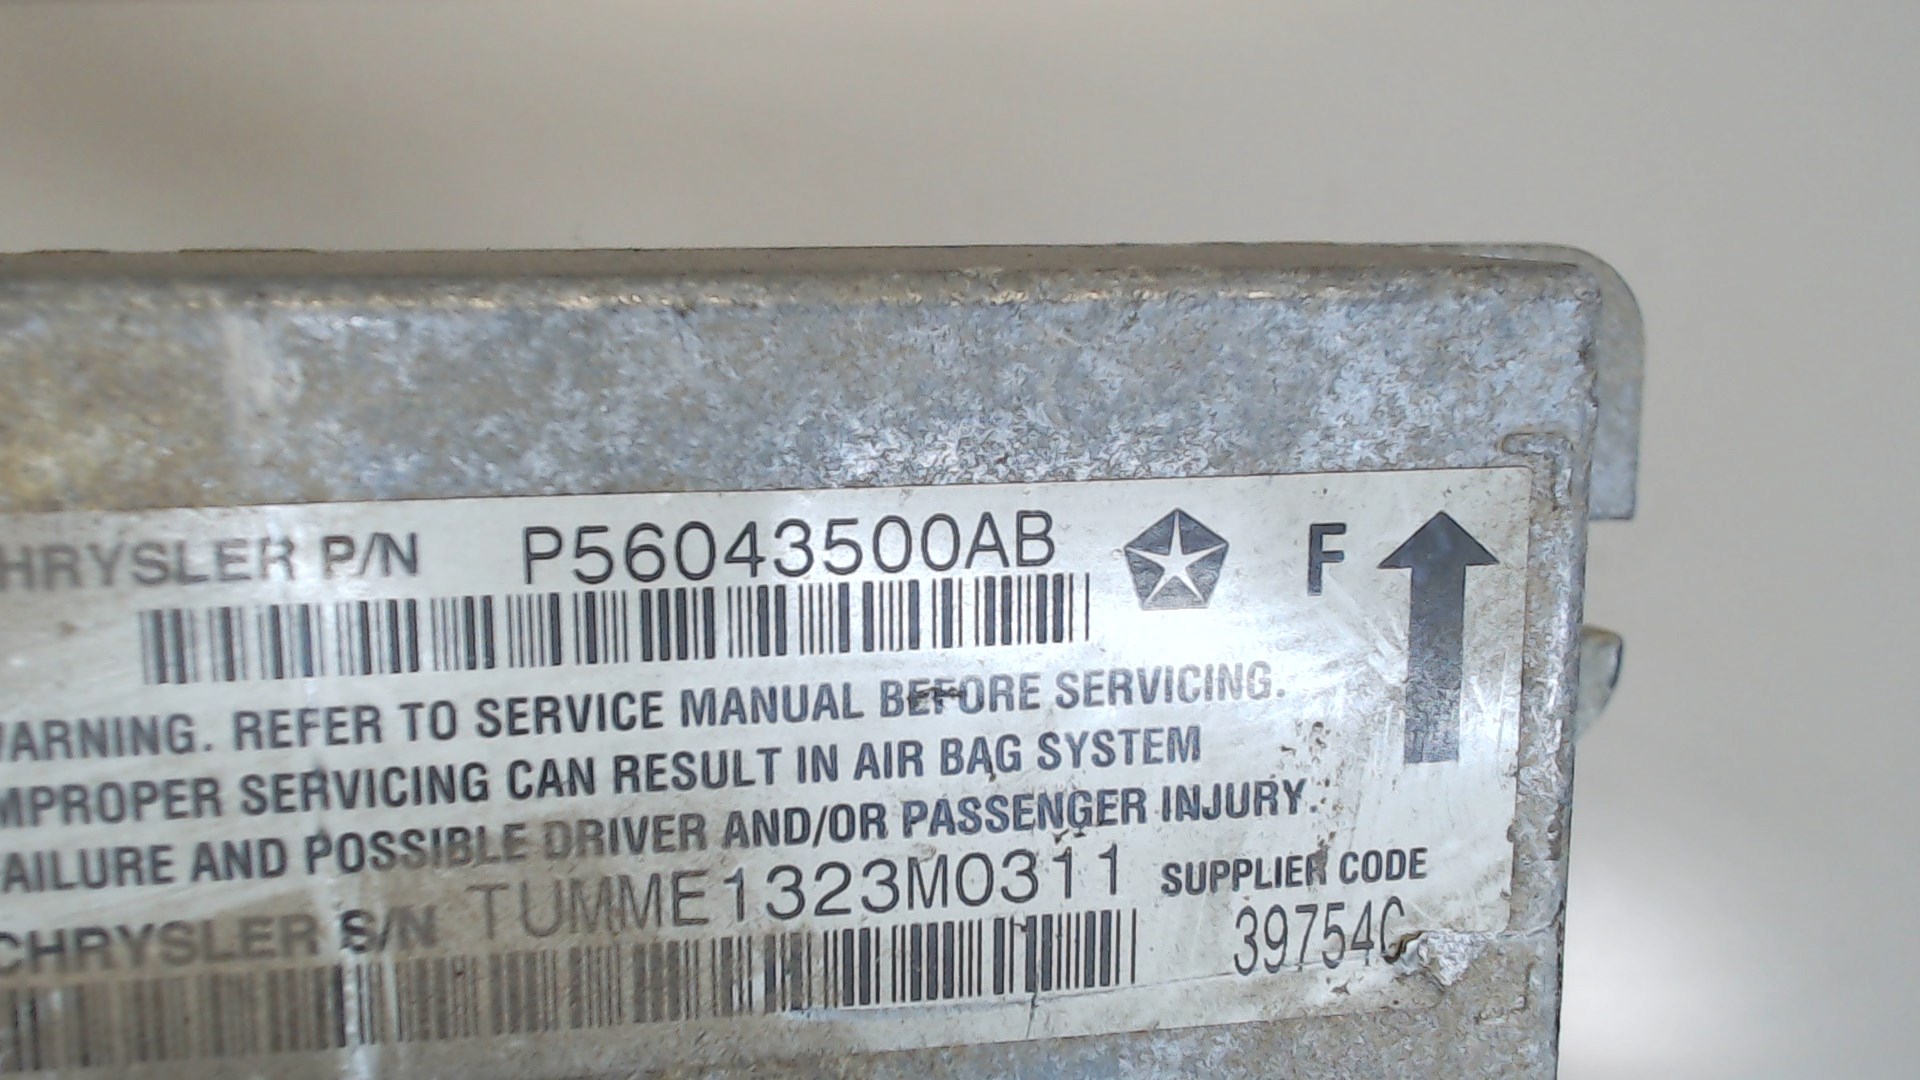 HRYSLER P/N P56043500AB F
ARNING. REFER TO SERVICE MANUAL BEFORE SERVICING.
MPROPER SERVICING CAN RESULT IN AIR BAG SYSTEM
AILURE AND POSSIBLE DRIVER AND/OR PASSENGER INJURY.
CHRYSLER S/N TUMME1323M0311 SUPPLIER CODE
39754C